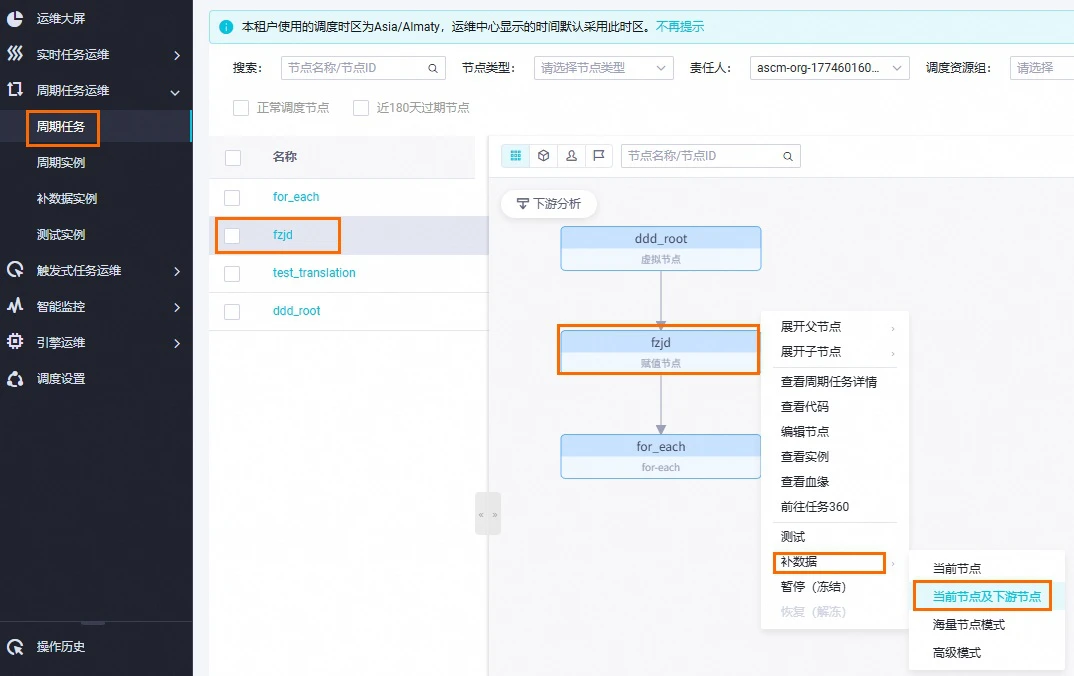 运维大屏
实时任务运维
周期任务运维
周期任务
周期实例
补数据实例
测试实例
触发式任务运维
智能监控
引擎运维
调度设置
操作历史
本租户使用的调度时区为Asia/Almaty，运维中心显示的时间默认采用此时区。不再提示
搜索： 节点名称/节点ID 节点类型： 请选择节点类型 责任人： ascm-org-177460160... 调度资源组： 请选择
正常调度节点 近180天过期节点
名称
for_each
fzjd
test_translation
ddd_root
节点名称/节点ID
下游分析
ddd_root
虚拟节点
fzjd
赋值节点
for_each
for-each
展开父节点
展开子节点
查看周期任务详情
查看代码
编辑节点
查看实例
查看血缘
前往任务360
测试
补数据
暂停（冻结）
恢复（解冻）
当前节点
当前节点及下游节点
海量节点模式
高级模式